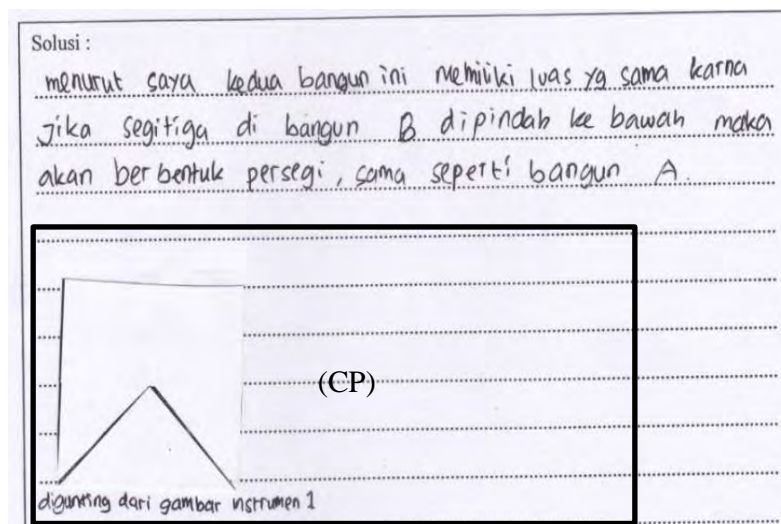 Solusi :
menurut saya kedua bangun ini memiliki luas yg sama karna
jika segitiga di bangun B dipindah ke bawah maka
akan berbentuk persegi, sama seperti bangun A.
(CP)
digunting dari gambar instrumen 1